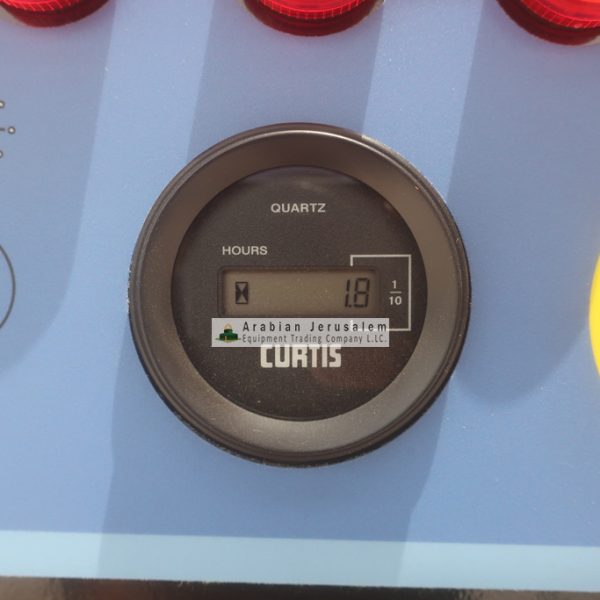 QUARTZ
HOURS
1.8
1/10
Arabian Jerusalem
Equipment Trading Company L.L.C.
CURTIS